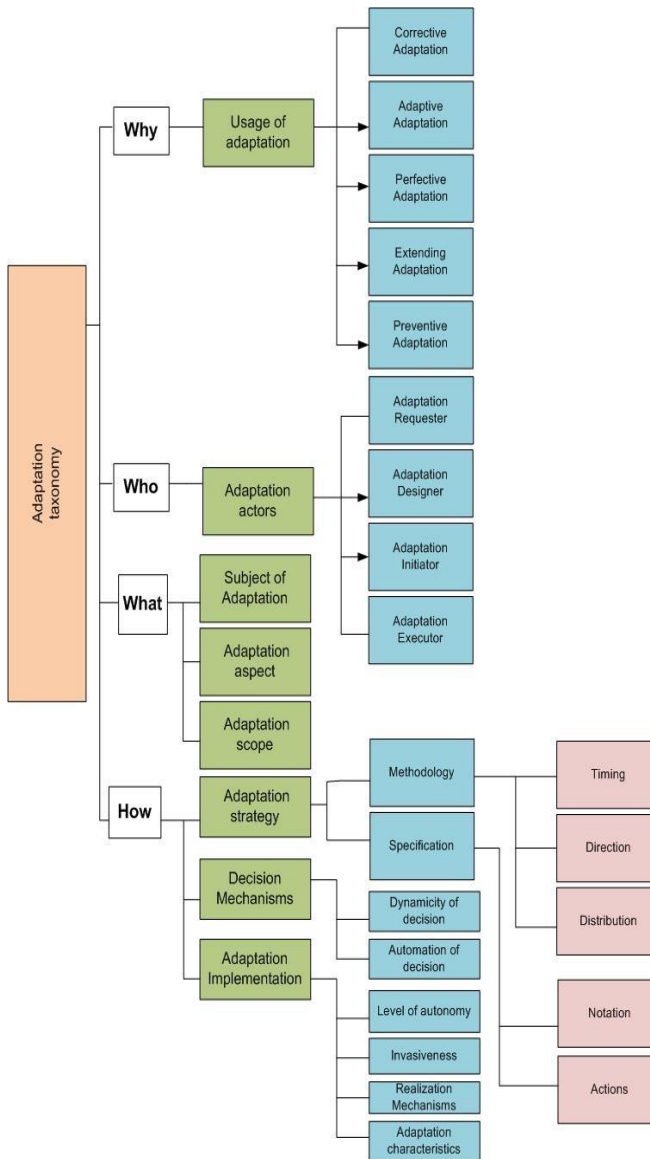 Adaptation
taxonomy
Why
Usage of
adaptation
Corrective
Adaptation
Adaptive
Adaptation
Perfective
Adaptation
Extending
Adaptation
Preventive
Adaptation
Who
Adaptation
actors
Adaptation
Requester
Adaptation
Designer
Adaptation
Initiator
Adaptation
Executor
What
Subject of
Adaptation
Adaptation
aspect
Adaptation
scope
How
Adaptation
strategy
Methodology
Timing
Direction
Distribution
Specification
Notation
Actions
Decision
Mechanisms
Dynamicity of
decision
Automation of
decision
Adaptation
Implementation
Level of autonomy
Invasiveness
Realization
Mechanisms
Adaptation
characteristics